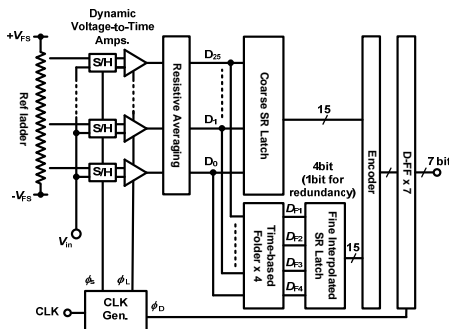 Dynamic
Voltage-to-Time
Amps.
+VFS
-VFS
Ref ladder
S/H
S/H
S/H
Vin
Resistive Averaging
D25
D1
D0
Coarse SR Latch
15
4bit
(1bit for
redundancy)
Time-based
Folder x 4
DF1
DF2
DF3
DF4
Fine Interpolated
SR Latch
15
Encoder
D-FF x 7
7 bit
ϕS
ϕL
ϕD
CLK
CLK
Gen.